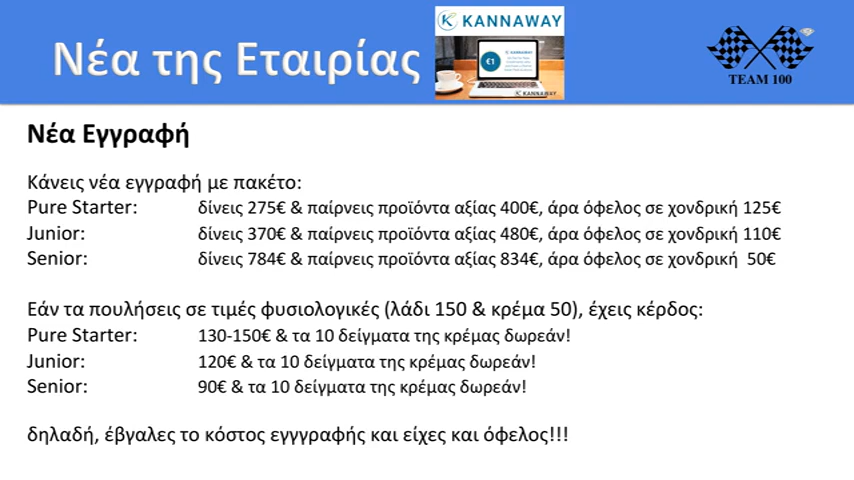 Νέα της Εταιρίας
KANNAWAY
KANNAWAY
€1
KANNAWAY
TEAM 100
Νέα Εγγραφή
Κάνεις νέα εγγραφή με πακέτο:
Pure Starter: δίνεις 275€ & παίρνεις προϊόντα αξίας 400€, άρα όφελος σε χονδρική 125€
Junior: δίνεις 370€ & παίρνεις προϊόντα αξίας 480€, άρα όφελος σε χονδρική 110€
Senior: δίνεις 784€ & παίρνεις προϊόντα αξίας 834€, άρα όφελος σε χονδρική 50€
Εάν τα πουλήσεις σε τιμές φυσιολογικές (λάδι 150 & κρέμα 50), έχεις κέρδος:
Pure Starter: 130-150€ & τα 10 δείγματα της κρέμας δωρεάν!
Junior: 120€ & τα 10 δείγματα της κρέμας δωρεάν!
Senior: 90€ & τα 10 δείγματα της κρέμας δωρεάν!
δηλαδή, έβγαλες το κόστος εγγγραφής και είχες και όφελος!!!